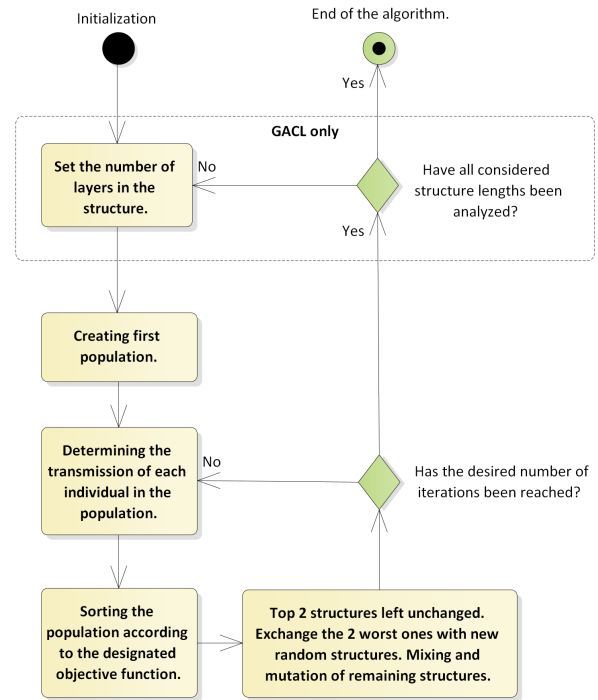 Initialization
End of the algorithm.
Yes
GACL only
Set the number of
layers in the
structure.
No
Have all considered
structure lengths been
analyzed?
Yes
Creating first
population.
Determining the
transmission of each
individual in the
population.
No
Has the desired number of
iterations been reached?
Sorting the
population according
to the designated
objective function.
Top 2 structures left unchanged.
Exchange the 2 worst ones with new
random structures. Mixing and
mutation of remaining structures.